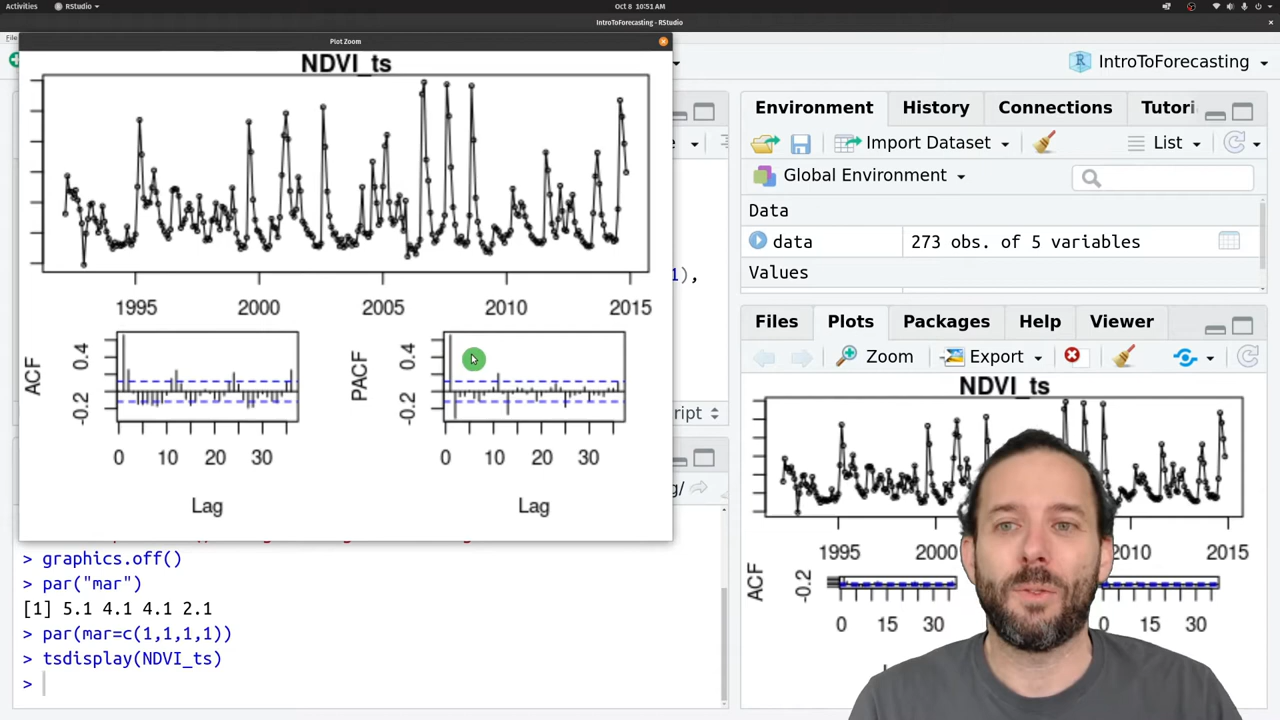 Activities
RStudio
Oct 8 10:51 AM
IntroToForecasting - RStudio
File
Plot Zoom
NDVI_ts
1995 2000 2005 2010 2015
ACF
0.4
-0.2
0 10 20 30
Lag
PACF
0.4
-0.2
0 10 20 30
Lag
IntroToForecasting
1),
ript
g/
> graphics.off()
> par("mar")
[1] 5.1 4.1 4.1 2.1
> par(mar=c(1,1,1,1))
> tsdisplay(NDVI_ts)
>
Environment History Connections Tutori
Import Dataset
List
Global Environment
Data
data 273 obs. of 5 variables
Values
Files Plots Packages Help Viewer
Zoom
Export
NDVI_ts
1995 2000 2010 2015
ACF
-0.2
0 15 30
0 15 30